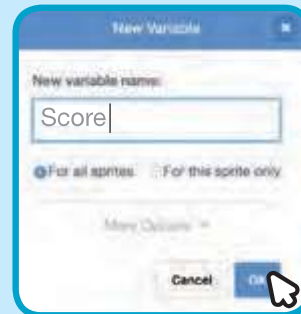 New Variable
New variable name:
Score
For all sprites For this sprite only
More Options
Cancel OK